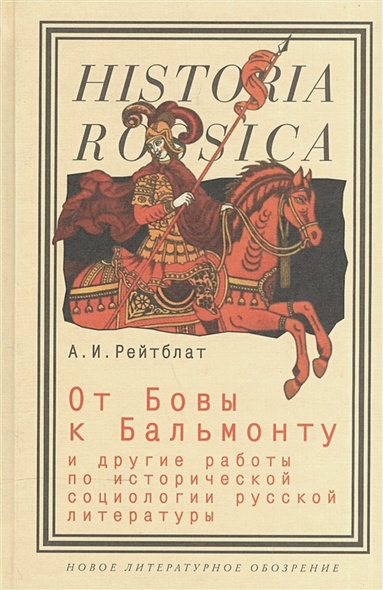 HISTORIA
ROSSICA
А.И.Рейтблат
От Бовы
к Бальмонту
и другие работы
по исторической
социологии русской
литературы
НОВОЕ ЛИТЕРАТУРНОЕ ОБОЗРЕНИЕ